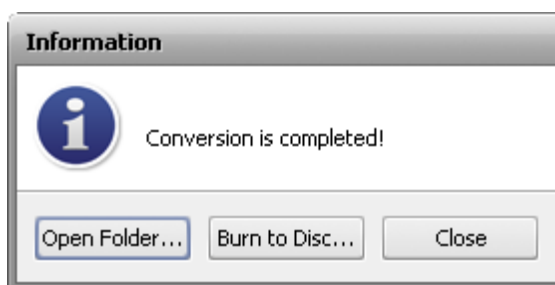 Information
Conversion is completed!
Open Folder...
Burn to Disc...
Close